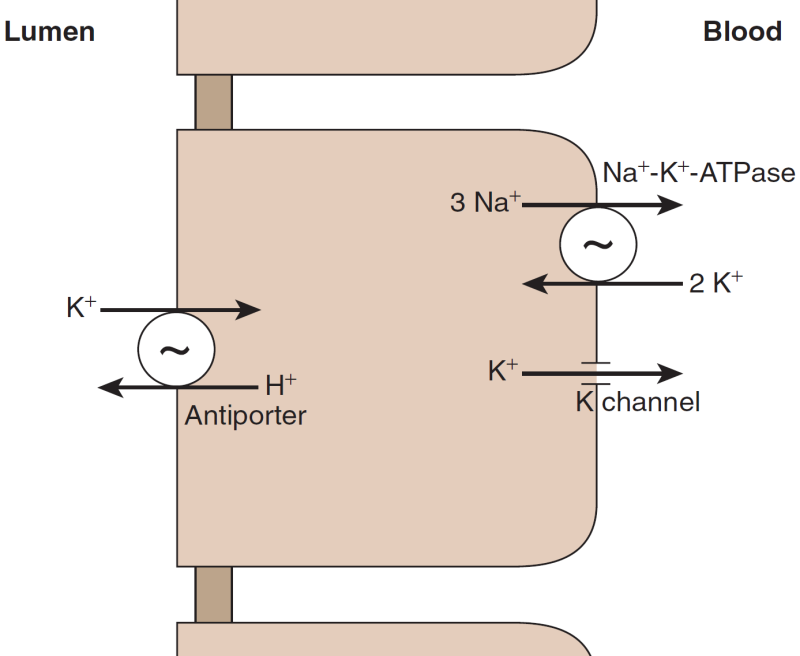 Lumen
Blood
Na⁺-K⁺-ATPase
3 Na⁺
~
2 K⁺
K⁺
~
H⁺
Antiporter
K⁺
K channel